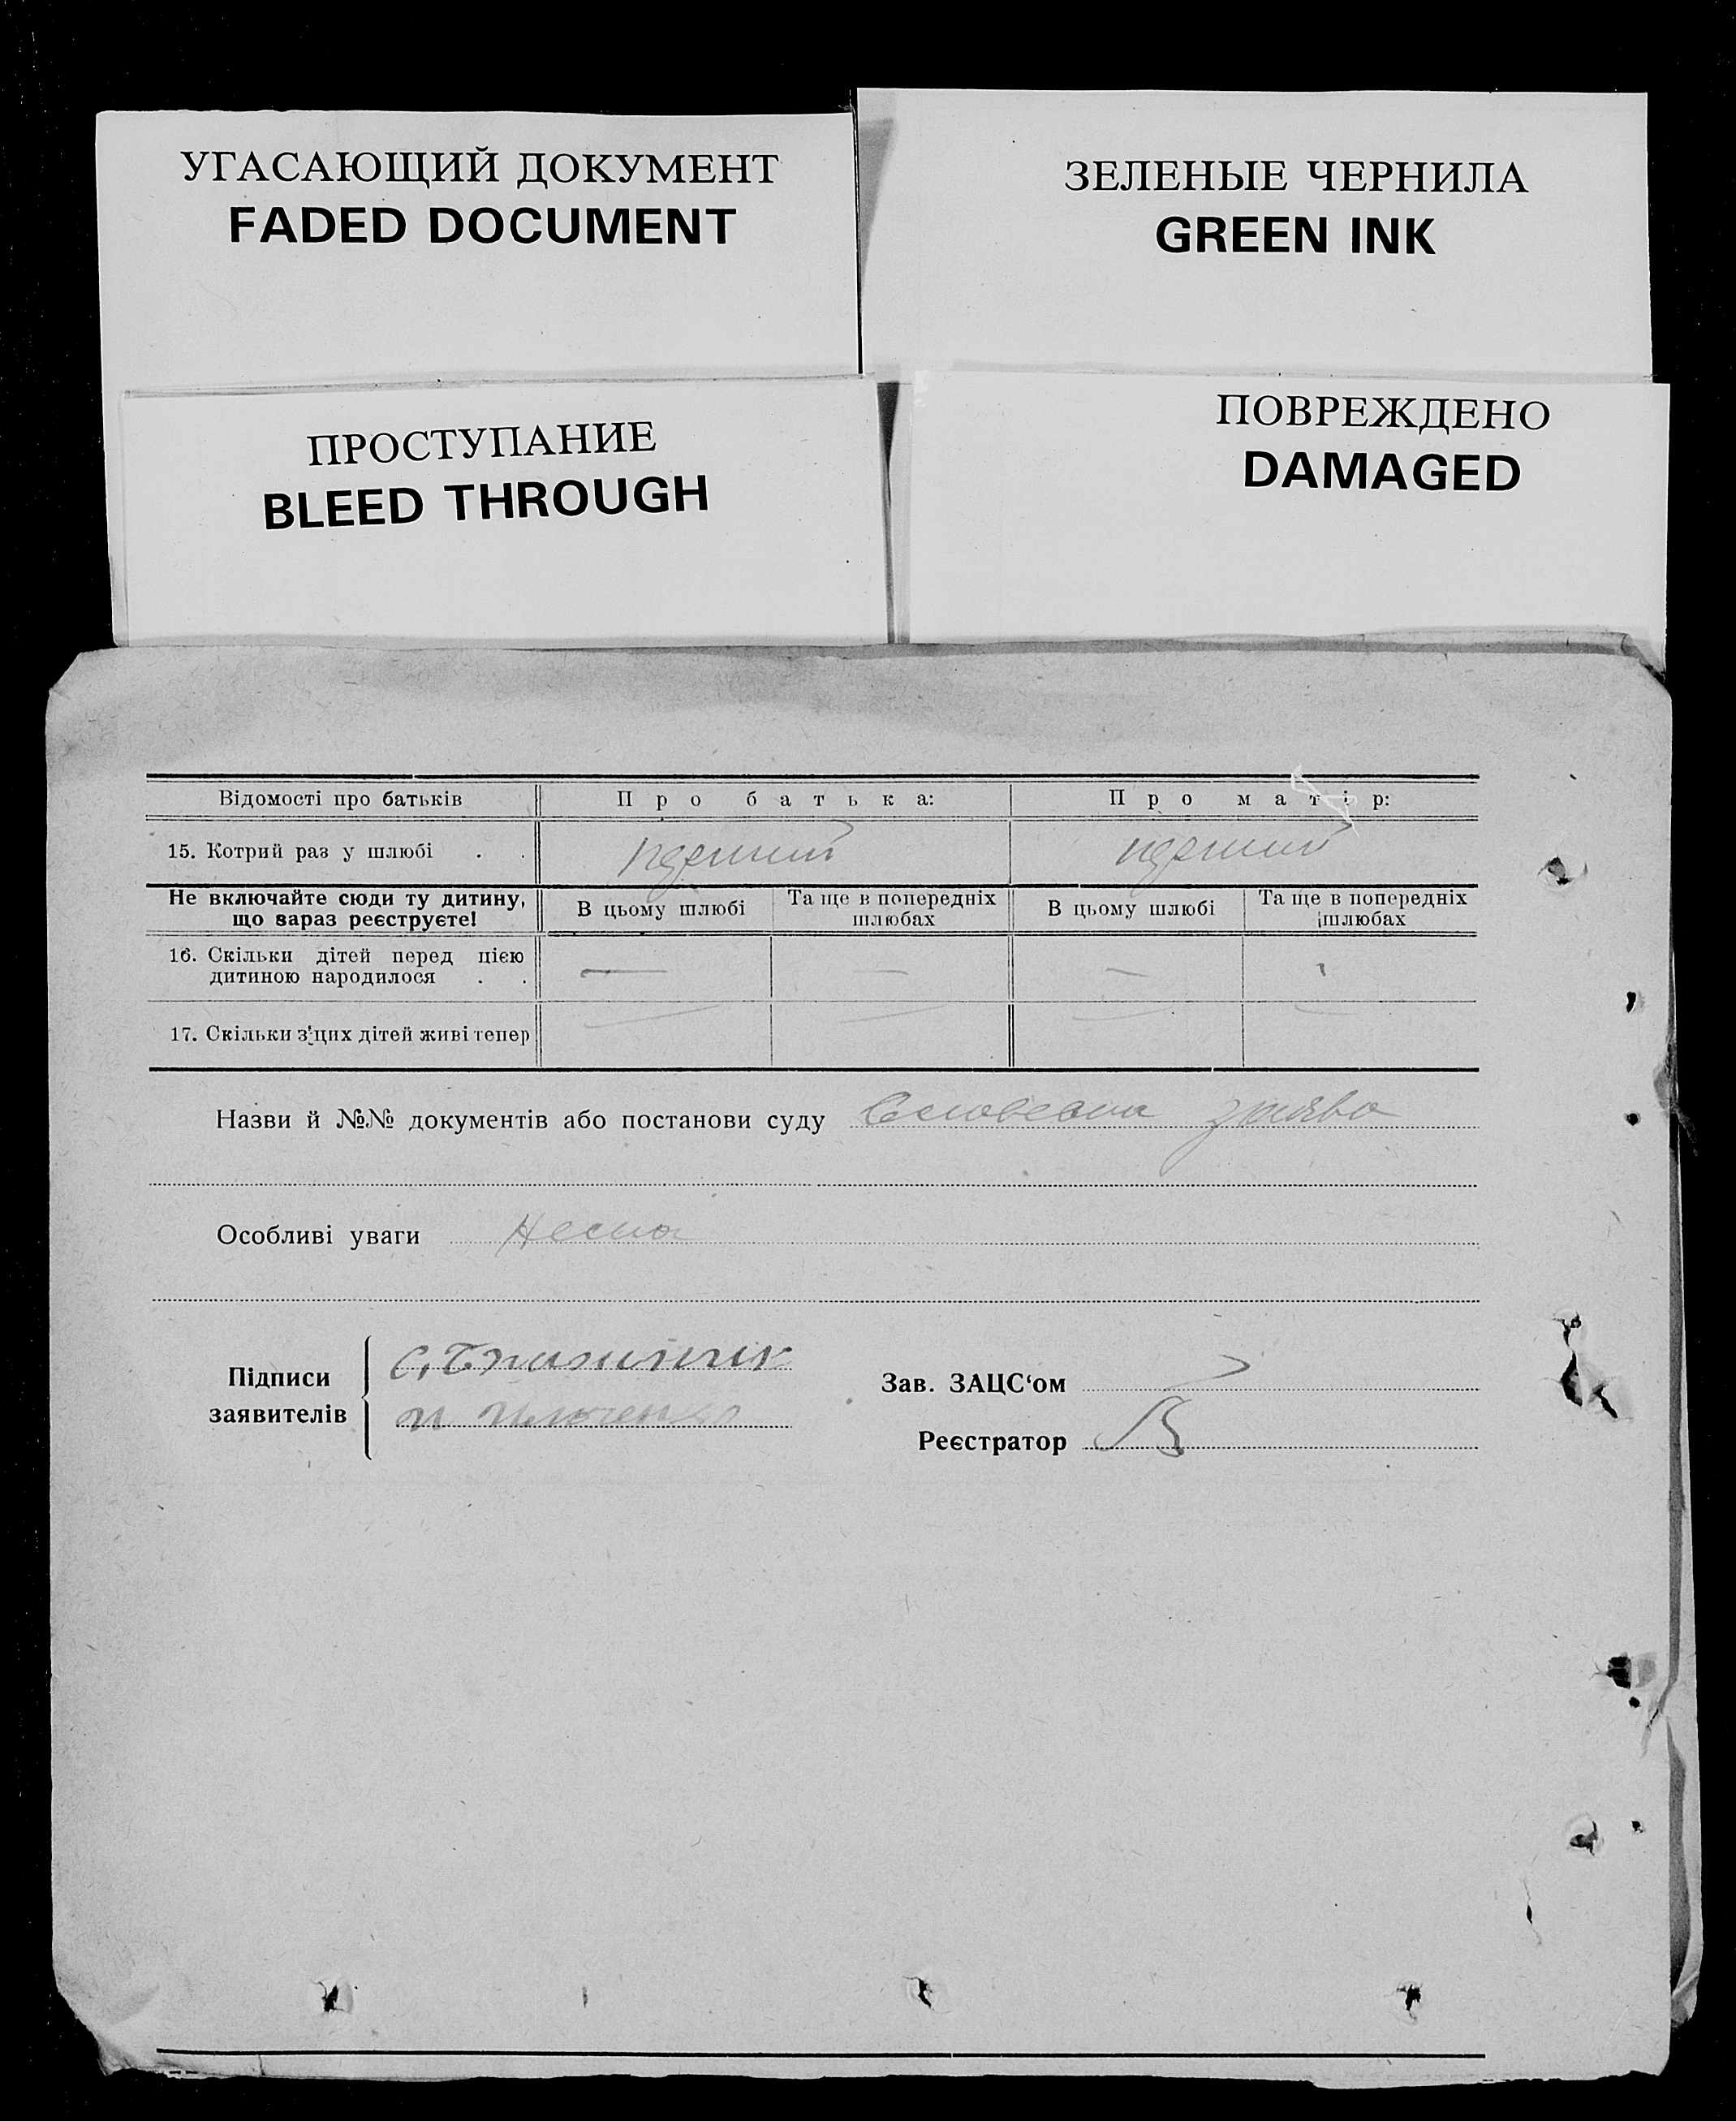 УГАСАЮЩИЙ ДОКУМЕНТ
FADED DOCUMENT
ЗЕЛЕНЫЕ ЧЕРНИЛА
GREEN INK
ПРОСТУПАНИЕ
BLEED THROUGH
ПОВРЕЖДЕНО
DAMAGED
Відомості про батьків Про батька: Про матір:
15. Котрий раз у шлюбі . . перший перший
Не включайте сюди ту дитину, що зараз реєструєте! В цьому шлюбі Та ще в попередніх шлюбах В цьому шлюбі Та ще в попередніх шлюбах
16. Скільки дітей перед цією
дитиною народилося . . — — —
17. Скільки з'цих дітей живі тепер — — — —
Назви й №№ документів або постанови суду Словесна заява
Особливі уваги Нема
Підписи
заявителів
Зав. ЗАЦС‘ом
Реєстратор